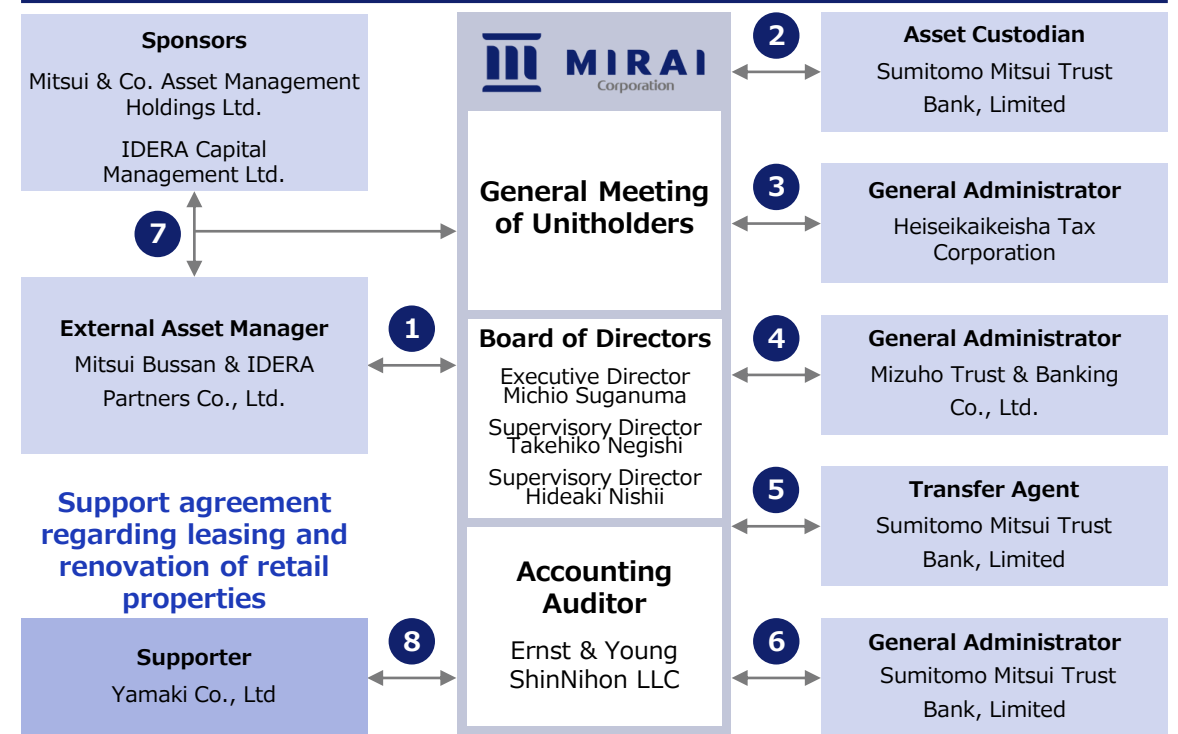 Sponsors
Mitsui & Co. Asset Management
Holdings Ltd.
IDERA Capital
Management Ltd.
7
External Asset Manager
Mitsui Bussan & IDERA
Partners Co., Ltd.
1
Support agreement
regarding leasing and
renovation of retail
properties
Supporter
Yamaki Co., Ltd
8
MIRAI
Corporation
General Meeting
of Unitholders
Board of Directors
Executive Director
Michio Suganuma
Supervisory Director
Takehiko Negishi
Supervisory Director
Hideaki Nishii
Accounting
Auditor
Ernst & Young
ShinNihon LLC
2
Asset Custodian
Sumitomo Mitsui Trust
Bank, Limited
3
General Administrator
Heiseikaikeisha Tax
Corporation
4
General Administrator
Mizuho Trust & Banking
Co., Ltd.
5
Transfer Agent
Sumitomo Mitsui Trust
Bank, Limited
6
General Administrator
Sumitomo Mitsui Trust
Bank, Limited